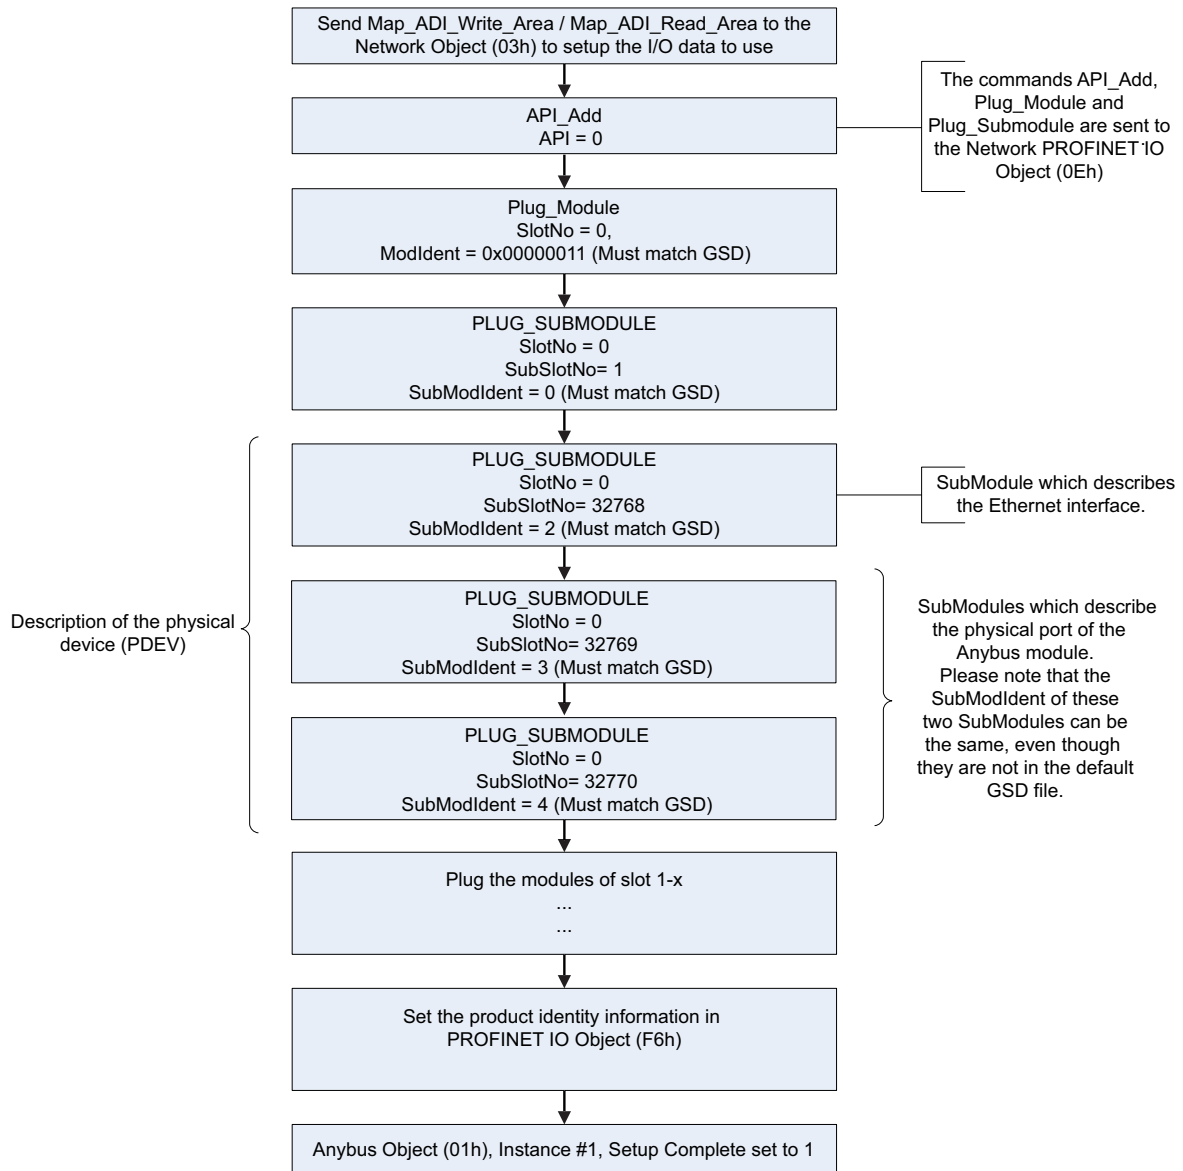 Send Map_ADI_Write_Area / Map_ADI_Read_Area to the
Network Object (03h) to setup the I/O data to use
API_Add
API = 0
The commands API_Add,
Plug_Module and
Plug_Submodule are sent to
the Network PROFINET IO
Object (0Eh)
Plug_Module
SlotNo = 0,
ModIdent = 0x00000011 (Must match GSD)
PLUG_SUBMODULE
SlotNo = 0
SubSlotNo= 1
SubModIdent = 0 (Must match GSD)
PLUG_SUBMODULE
SlotNo = 0
SubSlotNo= 32768
SubModIdent = 2 (Must match GSD)
SubModule which describes
the Ethernet interface.
Description of the physical
device (PDEV)
PLUG_SUBMODULE
SlotNo = 0
SubSlotNo= 32769
SubModIdent = 3 (Must match GSD)
PLUG_SUBMODULE
SlotNo = 0
SubSlotNo= 32770
SubModIdent = 4 (Must match GSD)
SubModules which describe
the physical port of the
Anybus module.
Please note that the
SubModIdent of these
two SubModules can be
the same, even though
they are not in the default
GSD file.
Plug the modules of slot 1-x
...
...
Set the product identity information in
PROFINET IO Object (F6h)
Anybus Object (01h), Instance #1, Setup Complete set to 1